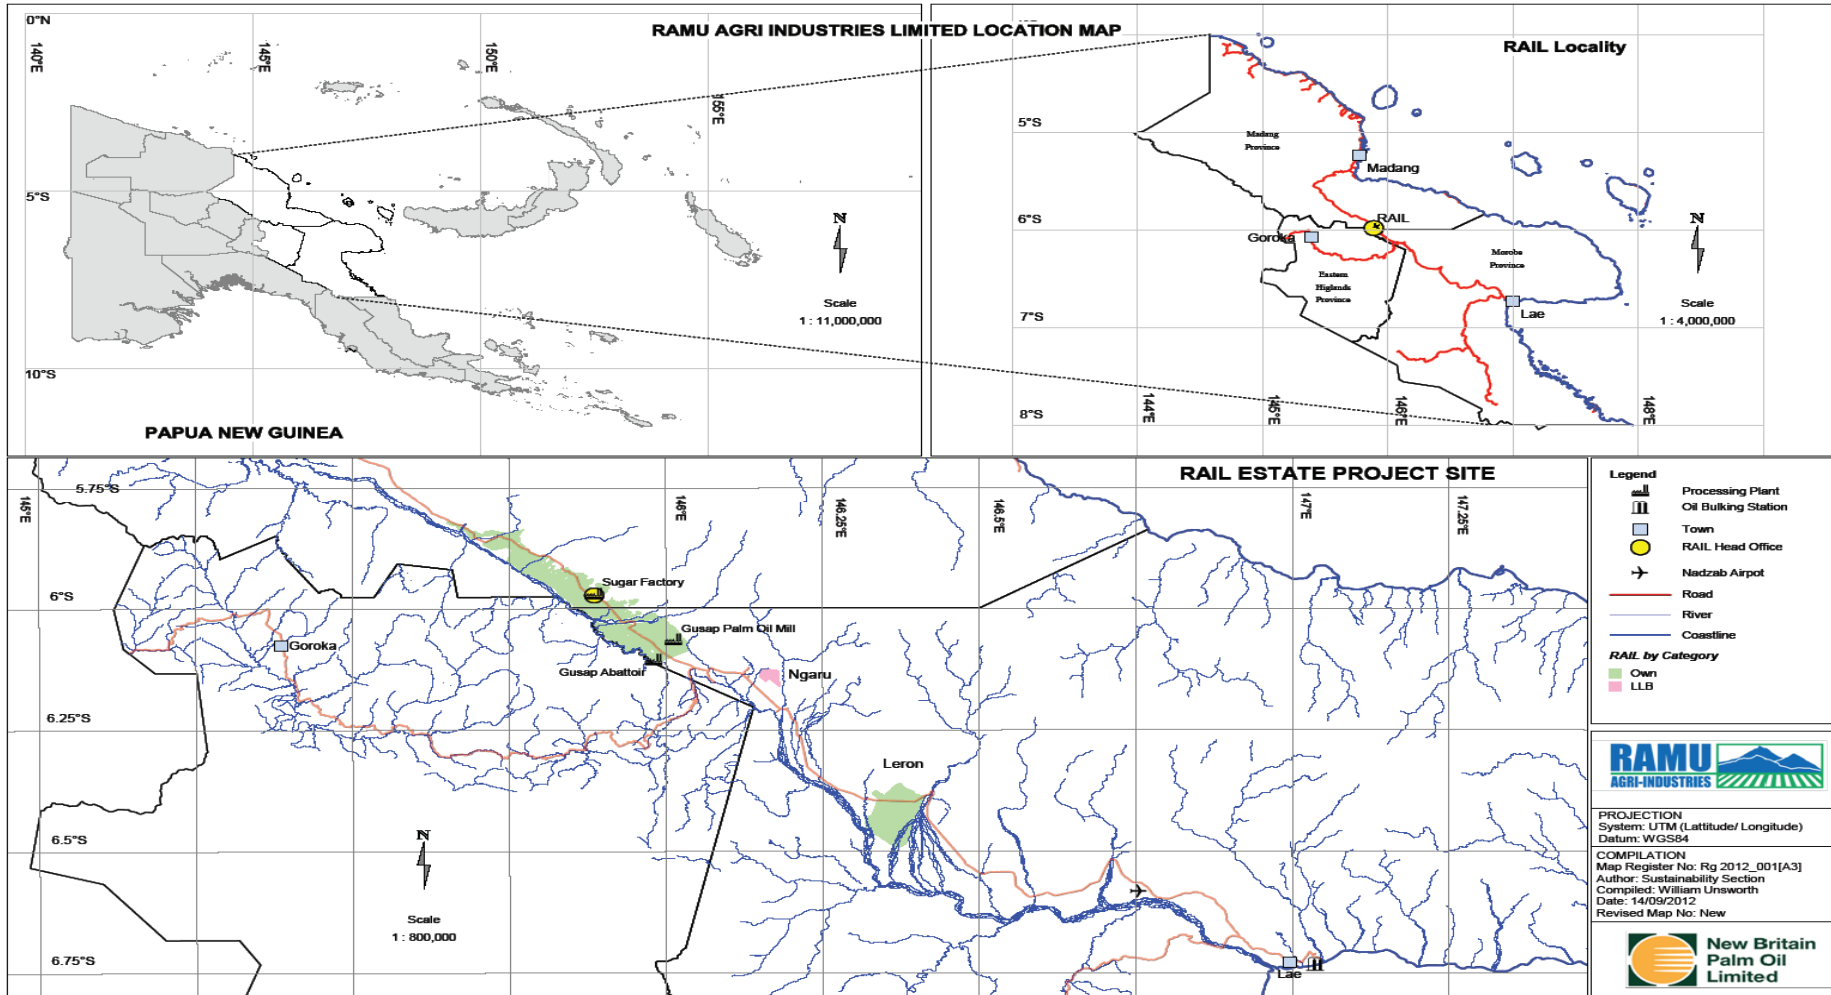 RAMU AGRI INDUSTRIES LIMITED LOCATION MAP
0°N
140°E
145°E
150°E
155°E
5°S
10°S
N
Scale
1 : 11,000,000
PAPUA NEW GUINEA
RAIL Locality
5°S
6°S
7°S
8°S
144°E
145°E
146°E
148°E
Madang
Province
Madang
RAIL
Goroka
Eastern
Higlands
Province
Morobe
Province
Lae
N
Scale
1 : 4,000,000
RAIL ESTATE PROJECT SITE
5.75°S
6°S
6.25°S
6.5°S
6.75°S
145°E
146°E
146.25°E
146.5°E
147°E
147.25°E
Sugar Factory
Gusap Palm Oil Mill
Gusap Abattoir
Goroka
Ngaru
Leron
Lae
N
Scale
1 : 800,000
Legend
Processing Plant
Oil Bulking Station
Town
RAIL Head Office
Nadzab Airpot
Road
River
Coastline
RAIL by Category
Own
LLB
RAMU
AGRI-INDUSTRIES
PROJECTION
System: UTM (Lattitude/ Longitude)
Datum: WGS84
COMPILATION
Map Register No: Rg 2012_001[A3]
Author: Sustainability Section
Compiled: William Unsworth
Date: 14/09/2012
Revised Map No: New
New Britain
Palm Oil
Limited